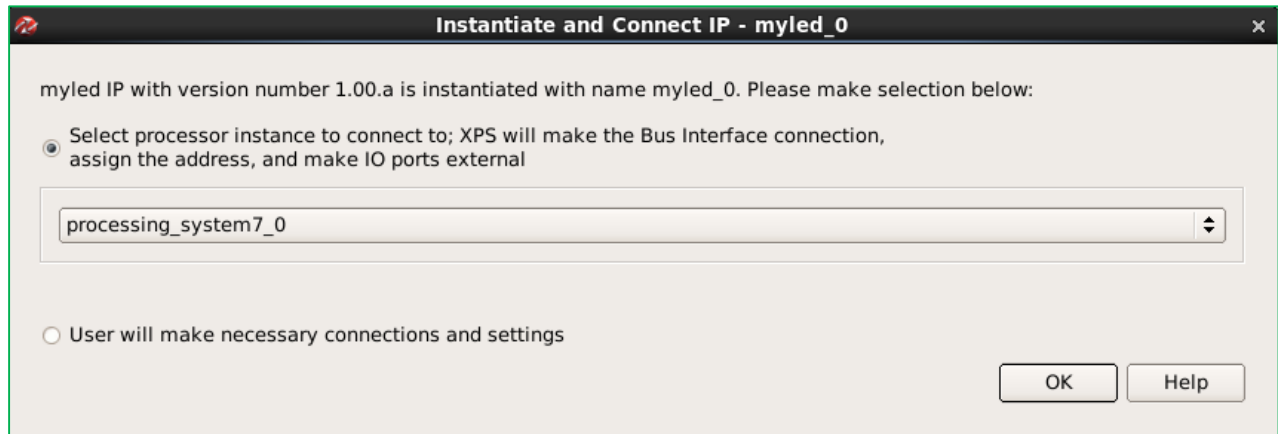 Instantiate and Connect IP - myled_0
myled IP with version number 1.00.a is instantiated with name myled_0. Please make selection below:
Select processor instance to connect to; XPS will make the Bus Interface connection,
assign the address, and make IO ports external
processing_system7_0
User will make necessary connections and settings
OK
Help